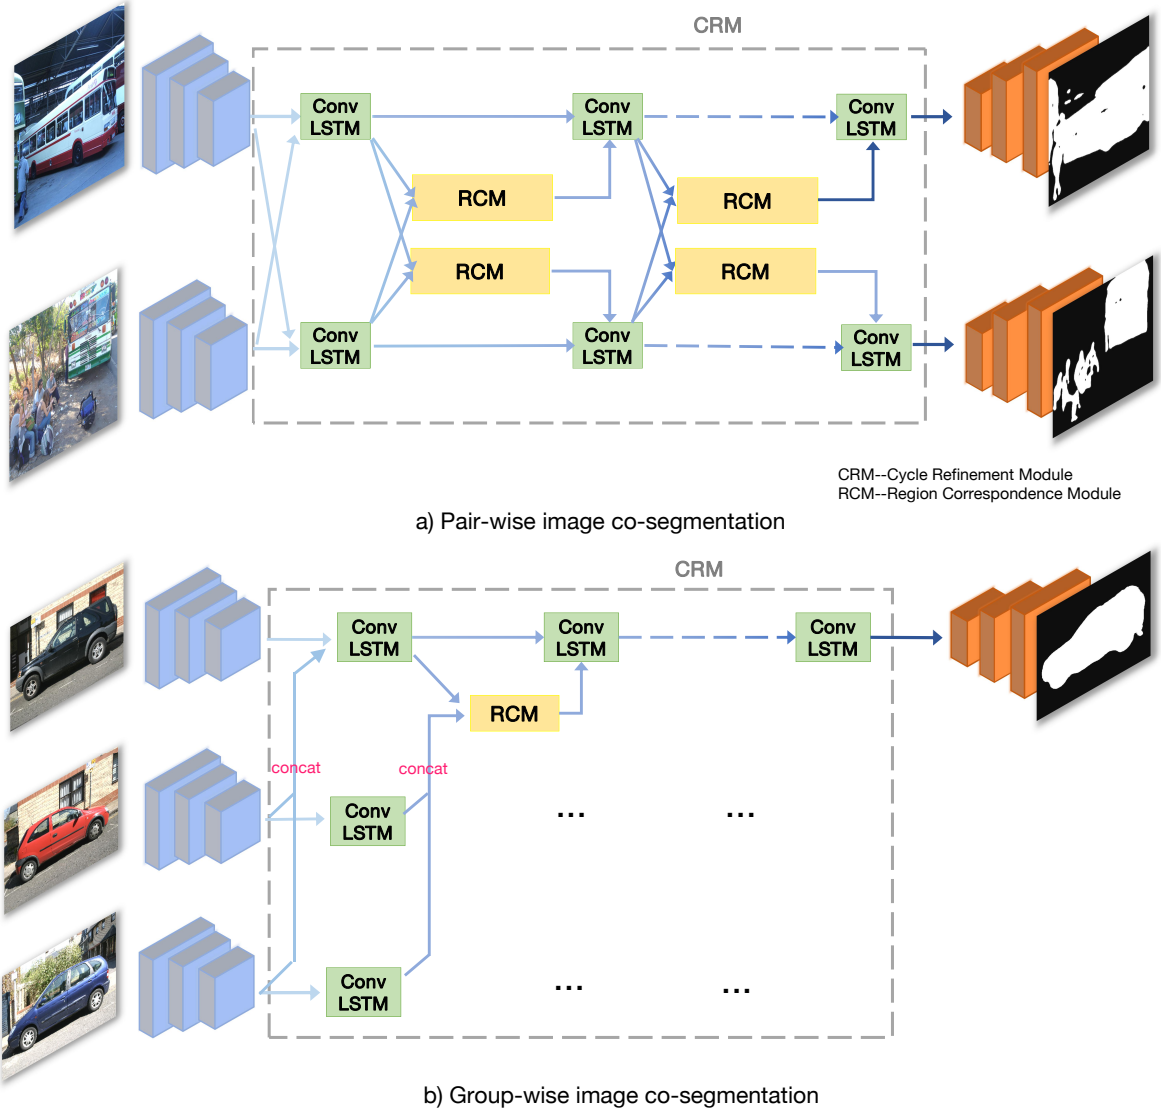 CRM
Conv
LSTM
Conv
LSTM
Conv
LSTM
RCM
RCM
RCM
RCM
Conv
LSTM
Conv
LSTM
Conv
LSTM
CRM--Cycle Refinement Module
RCM--Region Correspondence Module
a) Pair-wise image co-segmentation
CRM
Conv
LSTM
Conv
LSTM
Conv
LSTM
RCM
concat
concat
Conv
LSTM
...
...
Conv
LSTM
...
...
b) Group-wise image co-segmentation